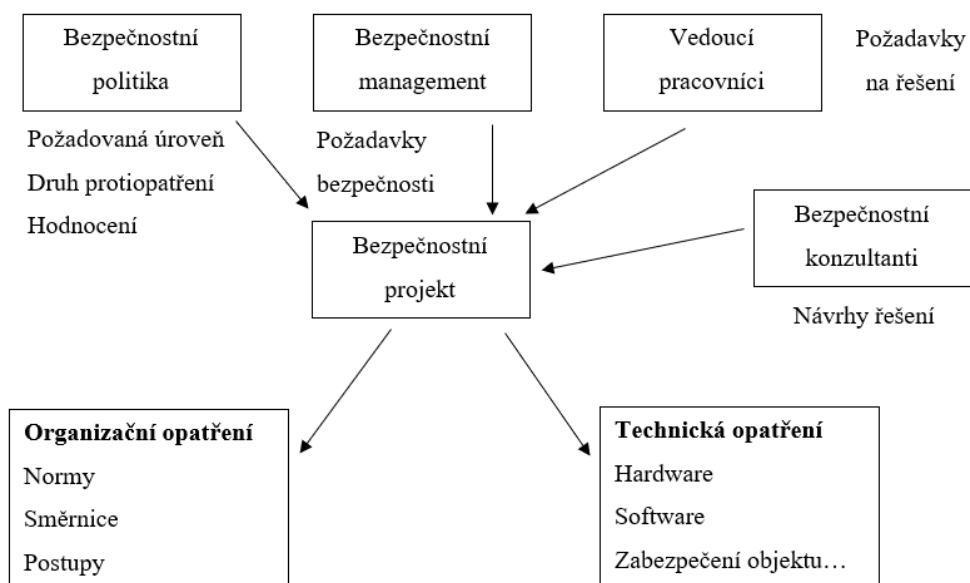 Bezpečnostní
politika
Bezpečnostní
management
Vedoucí
pracovníci
Požadavky
na řešení
Požadovaná úroveň
Druh protiopatření
Hodnocení
Požadavky
bezpečnosti
Bezpečnostní
projekt
Bezpečnostní
konzultanti
Návrhy řešení
Organizační opatření
Normy
Směrnice
Postupy
Technická opatření
Hardware
Software
Zabezpečení objektu…